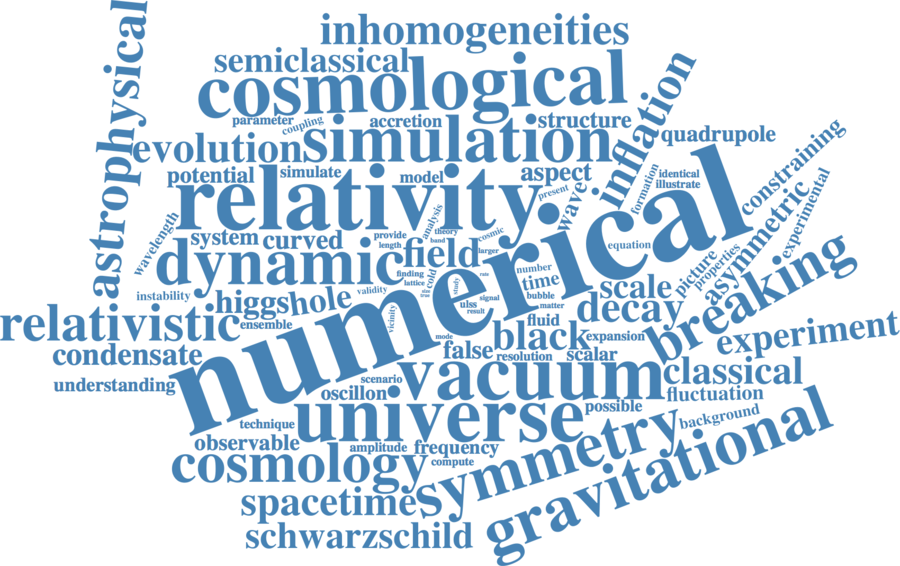 inhomogeneities
semiclassical
astrophysical
cosmological
inflation
parameter
coupling
accretion
structure
quadrupole
constraining
evolution
simulation
potential
simulate
model
aspect
wave
formation
identical
illustrate
present
relativity
experimental
asymmetric
wavelength
system
curved
provide
length
analysis
theory
band
cosmic
larger
equation
picture
properties
dynamic
field
numerical
finding
lattice
cold
study
rate
number
time
bubble
matter
scale
breaking
instability
validity
higgs
hole
true
ulss
signal
result
decay
relativistic
ensemble
vicinity
fluid
black
expansion
experiment
condensate
mode
false
resolution
scalar
understanding
scenario
vacuum
classical
oscillon
fluctuation
universe
possible
background
technique
observable
amplitude
frequency
symmetry
cosmology
compute
gravitational
spacetime
schwarzschild